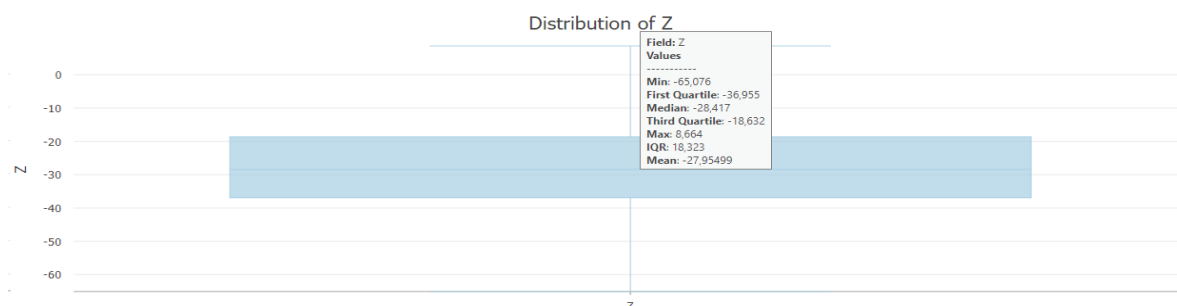 Distribution of Z
Field: Z
Values
-----------
Min: -65,076
First Quartile: -36,955
Median: -28,417
Third Quartile: -18,632
Max: 8,664
IQR: 18,323
Mean: -27,95499
0
-10
-20
-30
-40
-50
-60
Z